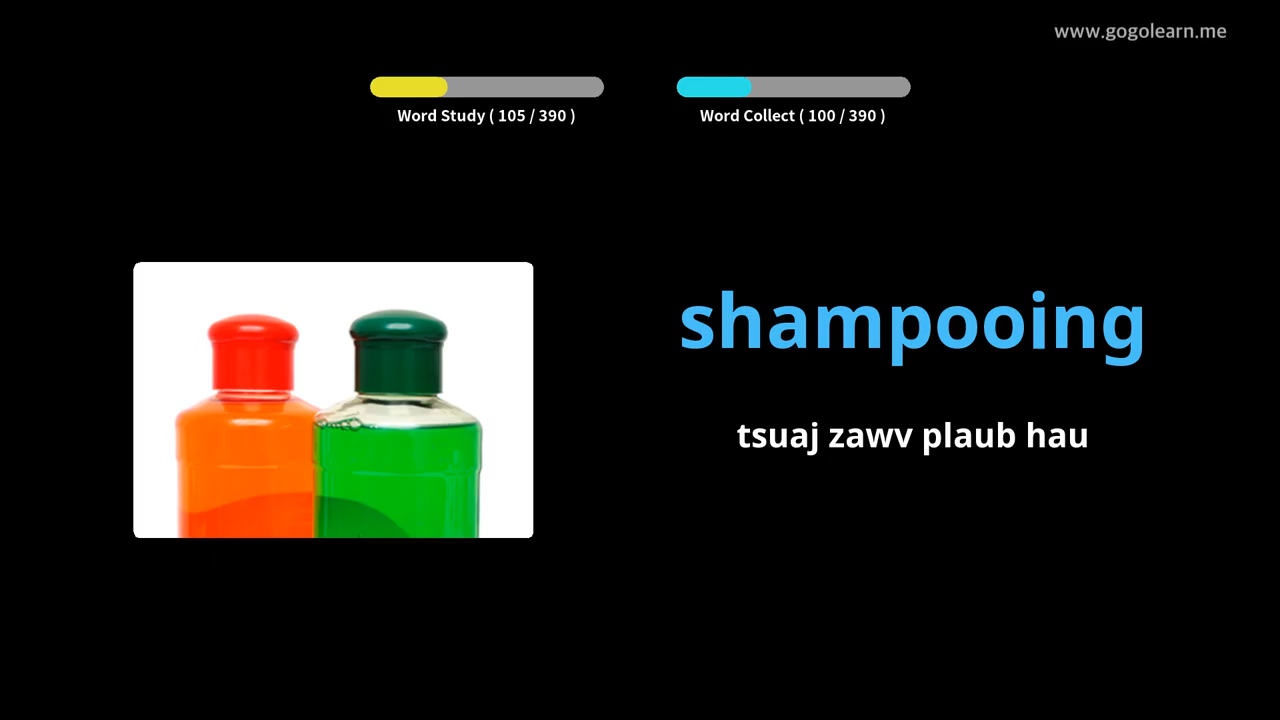 www.gogolearn.me
Word Study ( 105 / 390 )
Word Collect ( 100 / 390 )
shampooing
tsuaj zawv plaub hau